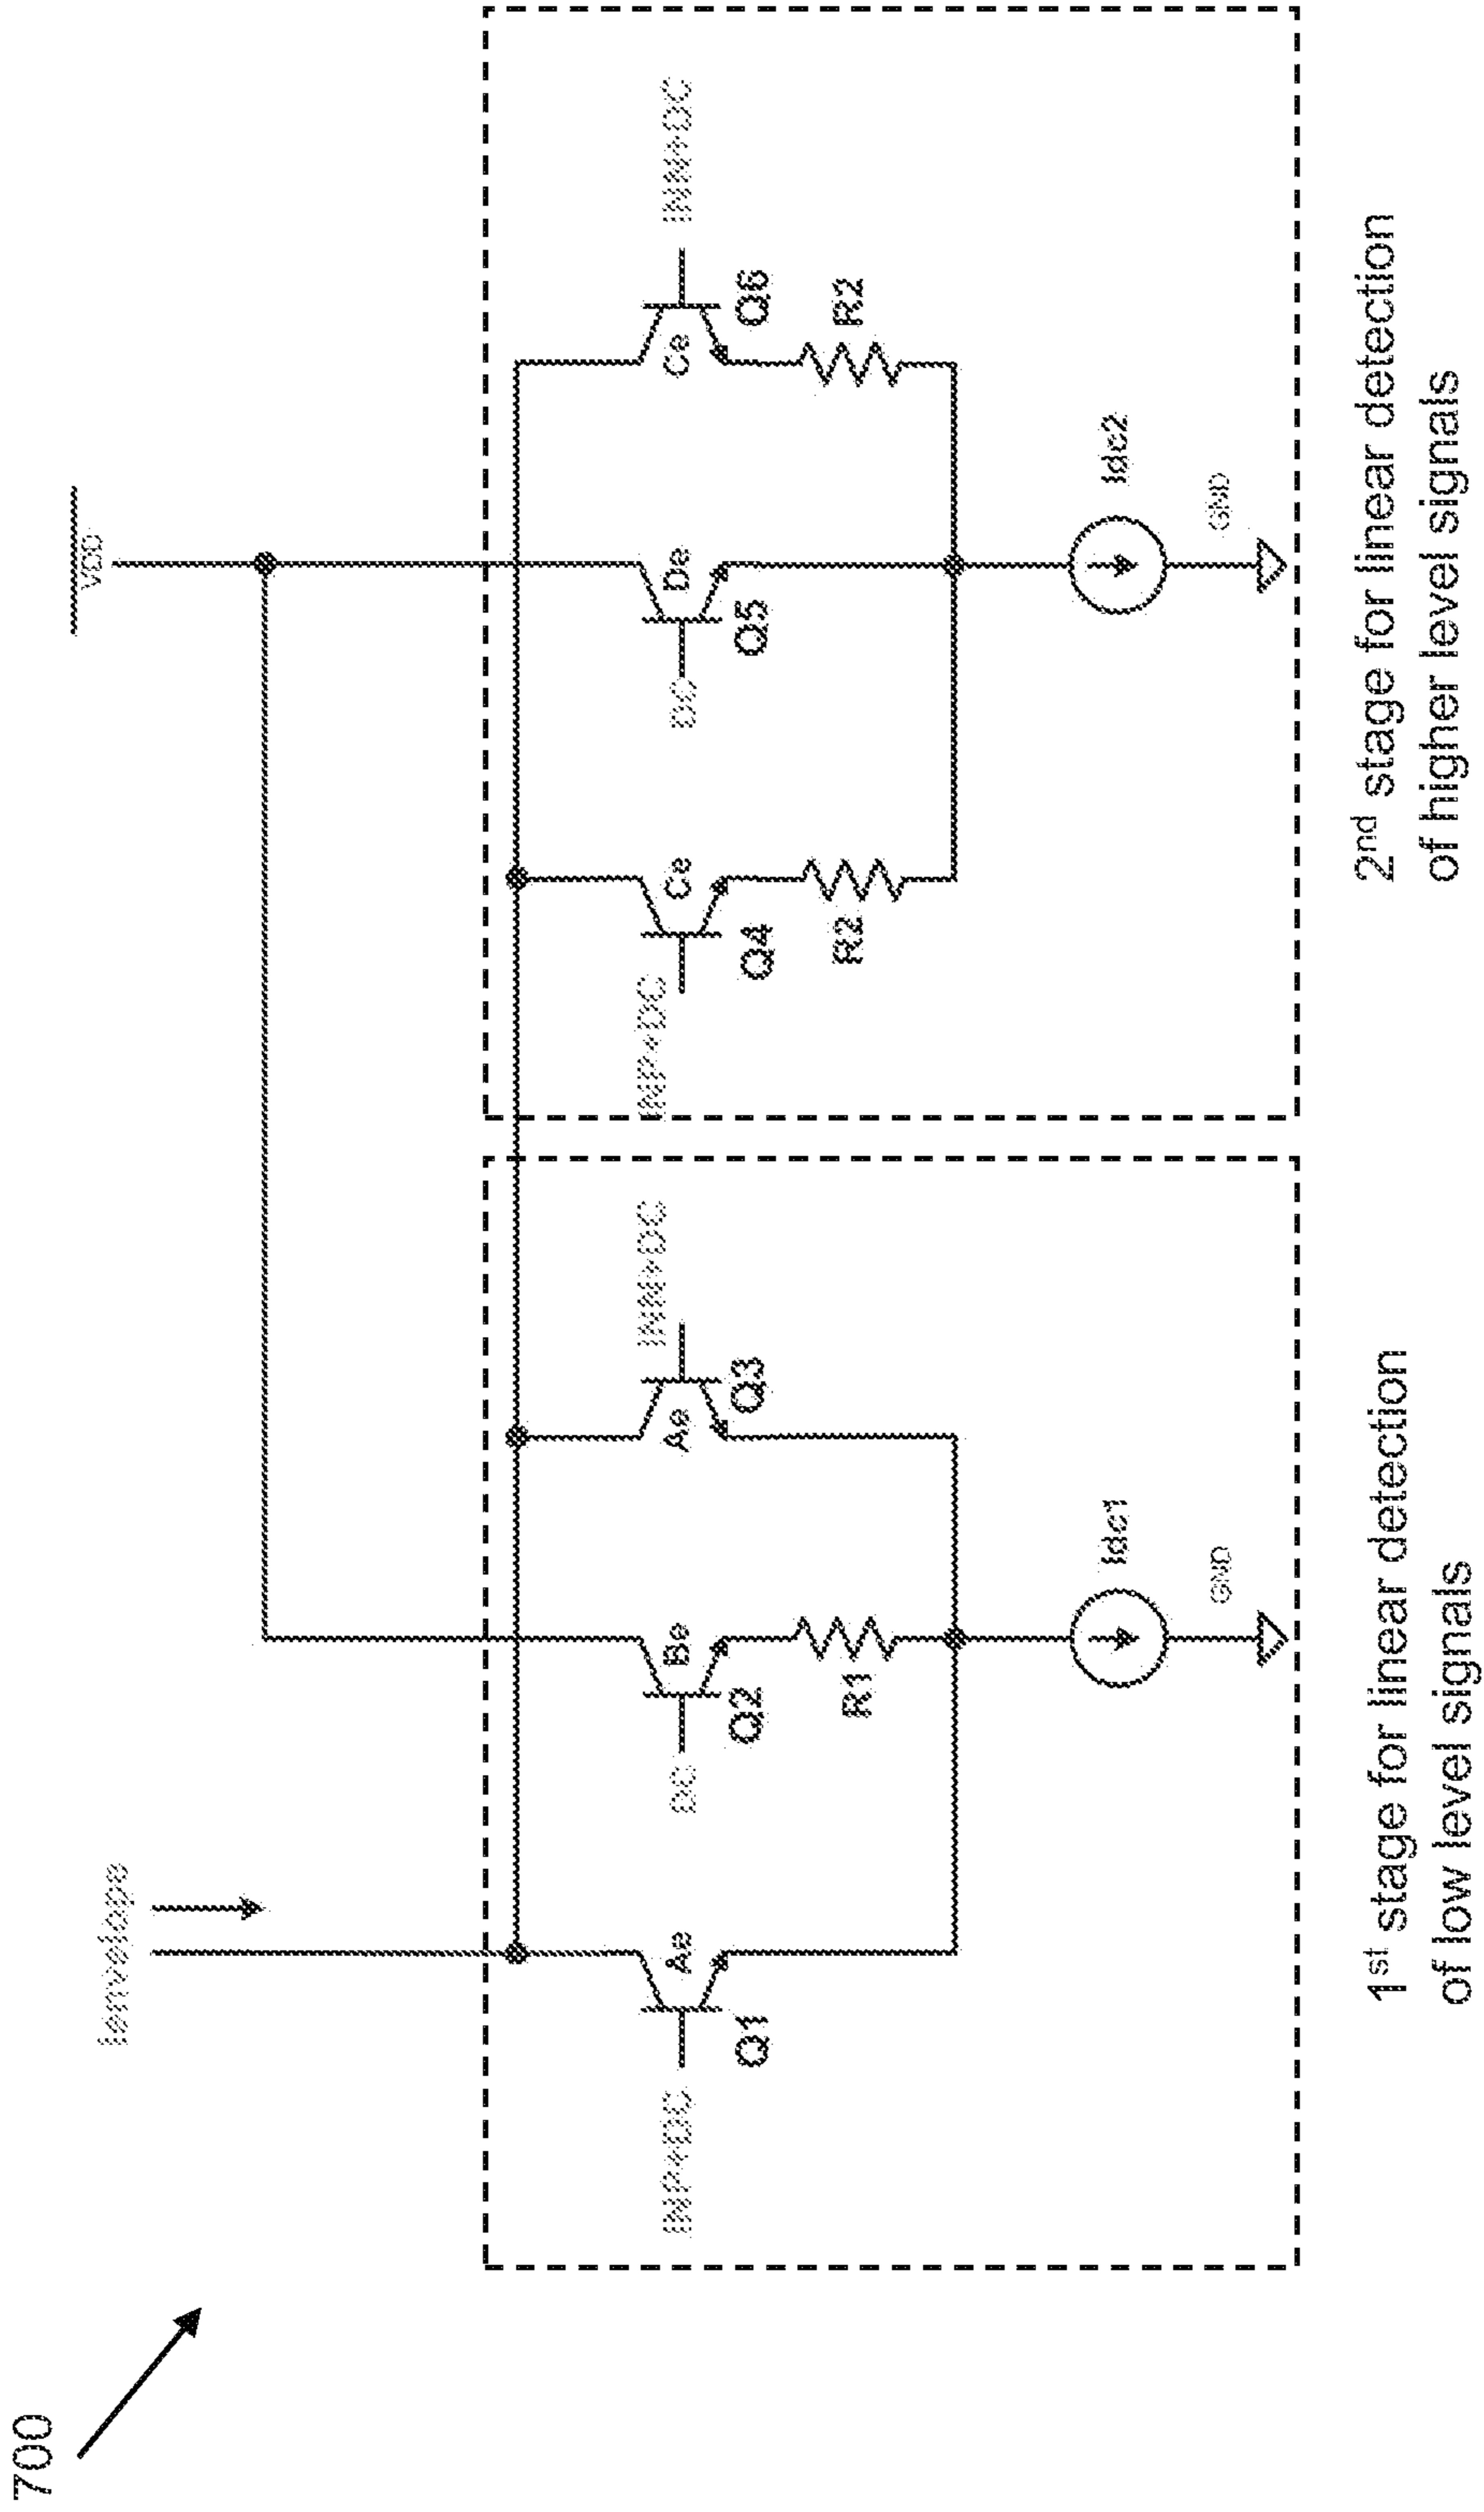 700
Ienvelope
VDD
INP+DC
Q1
Ae
DC
Q2
Be
R1
Ae
Q3
INN+DC
Idc1
GND
INP+DC
Q4
Ce
R2
DC
Q5
De
Ce
Q6
R2
INN+DC
Idc2
GND
1st stage for linear detection
of low level signals
2nd stage for linear detection
of higher level signals